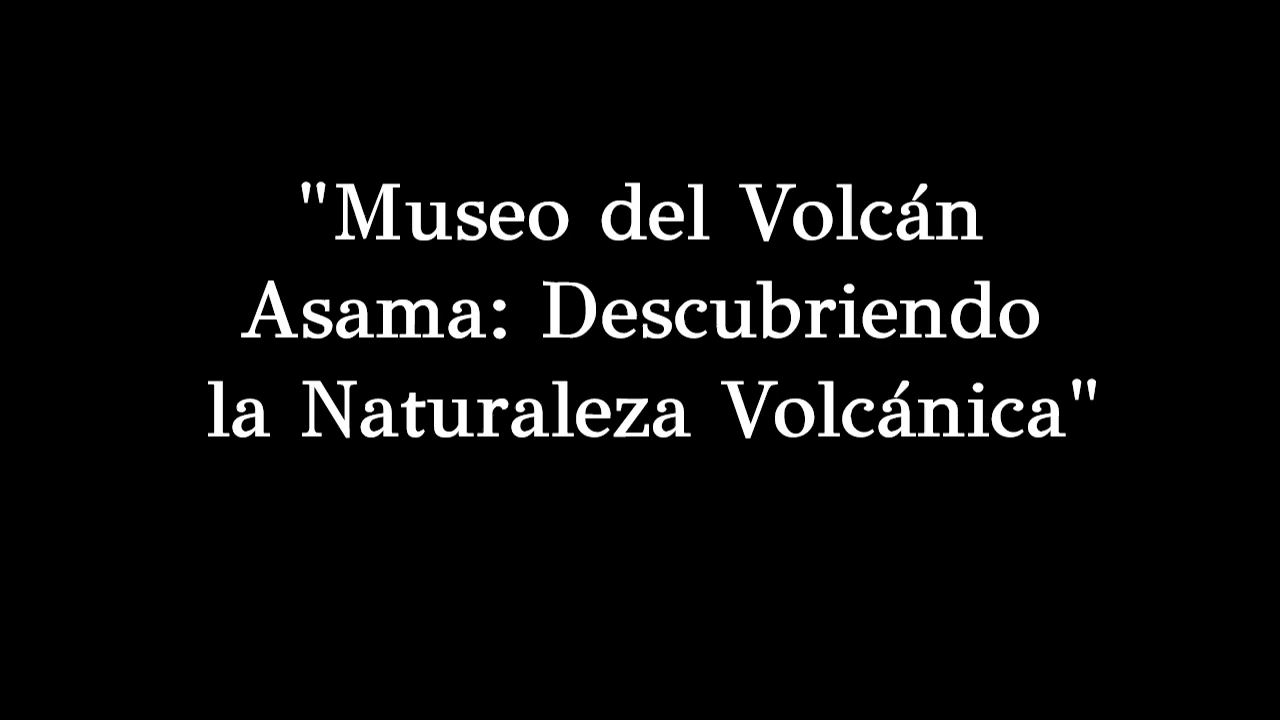 "Museo del Volcán
Asama: Descubriendo
la Naturaleza Volcánica"